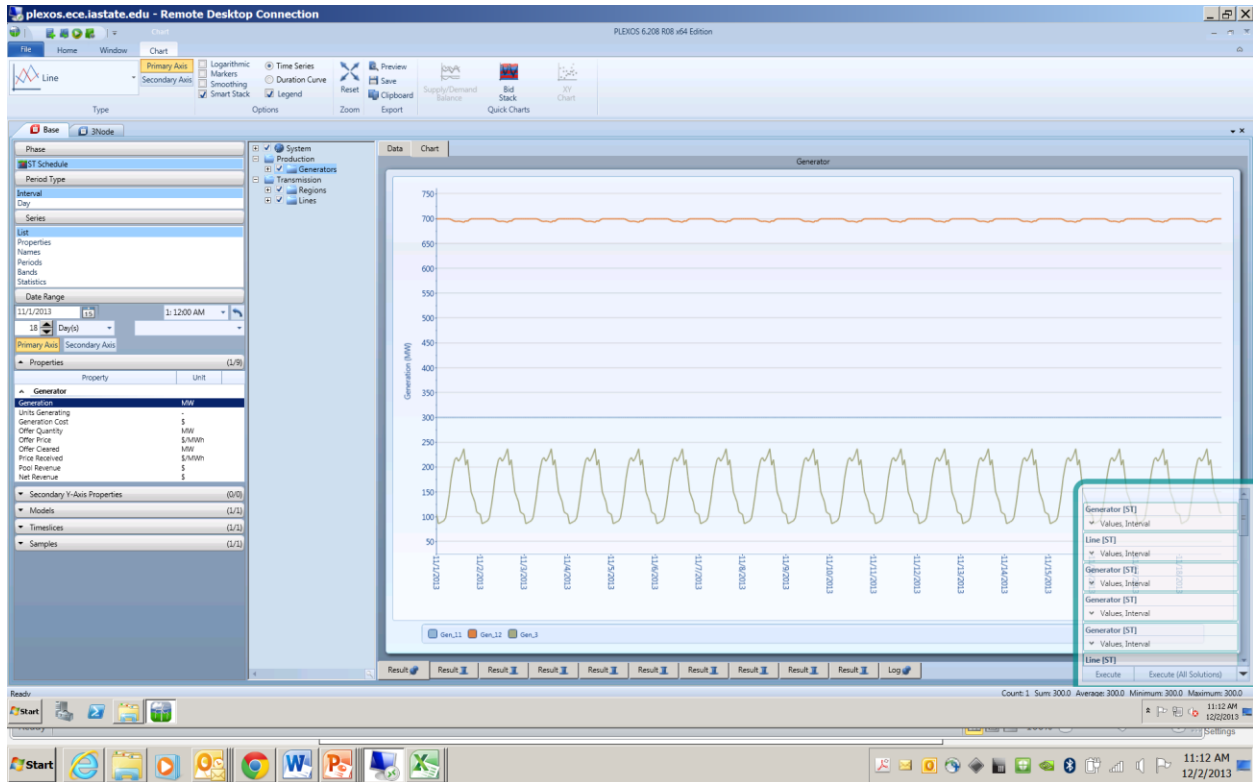 plexos.ece.iastate.edu - Remote Desktop Connection
Chart
PLEXOS 6.208 R08 x64 Edition
File Home Window Chart
Line
Primary Axis
Secondary Axis
Logarithmic
Markers
Smoothing
Smart Stack
Time Series
Duration Curve
Legend
Reset
Preview
Save
Clipboard
Supply/Demand Balance
Bid Stack
XY Chart
Type Options Zoom Export Quick Charts
Base 3Node
Phase
ST Schedule
Period Type
Interval
Day
Series
List
Properties
Names
Periods
Bands
Statistics
Date Range
11/1/2013 15 1: 12:00 AM
18 Day(s)
Primary Axis Secondary Axis
Properties (1/9)
Property Unit
Generator
Generation MW
Units Generating -
Generation Cost $
Offer Quantity MW
Offer Price $/MWh
Offer Cleared MW
Price Received $/MWh
Pool Revenue $
Net Revenue $
Secondary Y-Axis Properties (0/0)
Models (1/1)
Timeslices (1/1)
Samples (1/1)
System
Production
Generators
Transmission
Regions
Lines
Data Chart
Generator
Generation (MW)
750
700
650
600
550
500
450
400
350
300
250
200
150
100
50
11/1/2013
11/2/2013
11/3/2013
11/4/2013
11/5/2013
11/6/2013
11/7/2013
11/8/2013
11/9/2013
11/10/2013
11/11/2013
11/12/2013
11/13/2013
11/14/2013
11/15/2013
11/18/2013
Gen_11 Gen_12 Gen_3
Generator [ST]
Values, Interval
Line [ST]
Values, Interval
Generator [ST]
Values, Interval
Generator [ST]
Values, Interval
Generator [ST]
Values, Interval
Line [ST]
Execute Execute (All Solutions)
Result Result Result Result Result Result Result Result Result Result Log
Ready
Count: 1 Sum: 300.0 Average: 300.0 Minimum: 300.0 Maximum: 300.0
Start
11:12 AM
12/2/2013
Settings
Start
11:12 AM
12/2/2013